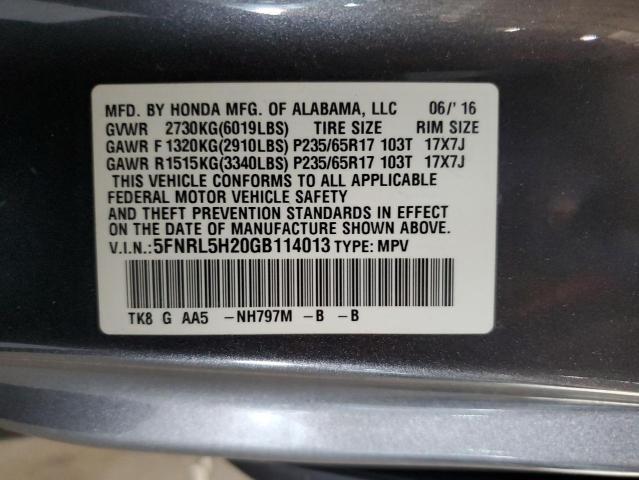 MFD. BY HONDA MFG. OF ALABAMA, LLC 06/'16
GVWR 2730KG(6019LBS) TIRE SIZE RIM SIZE
GAWR F 1320KG(2910LBS) P235/65R17 103T 17X7J
GAWR R1515KG(3340LBS) P235/65R17 103T 17X7J
THIS VEHICLE CONFORMS TO ALL APPLICABLE
FEDERAL MOTOR VEHICLE SAFETY
AND THEFT PREVENTION STANDARDS IN EFFECT
ON THE DATE OF MANUFACTURE SHOWN ABOVE.
V.I.N.:5FNRL5H20GB114013 TYPE: MPV
TK8 G AA5 -NH797M -B -B